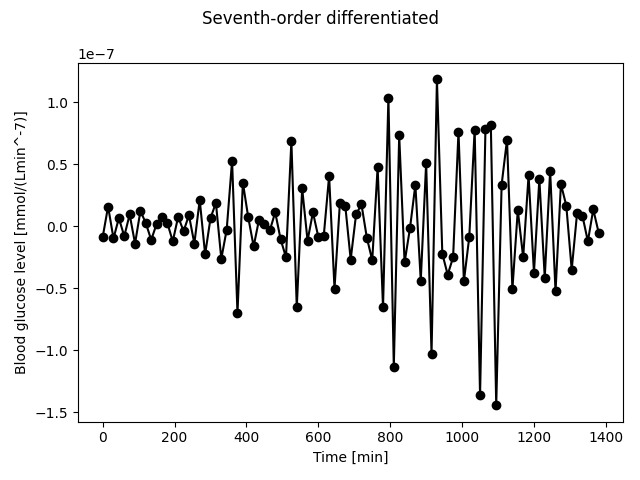 Seventh-order differentiated
1e−7
1.0
0.5
0.0
−0.5
−1.0
−1.5
Blood glucose level [mmol/(Lmin^-7)]
0 200 400 600 800 1000 1200 1400
Time [min]